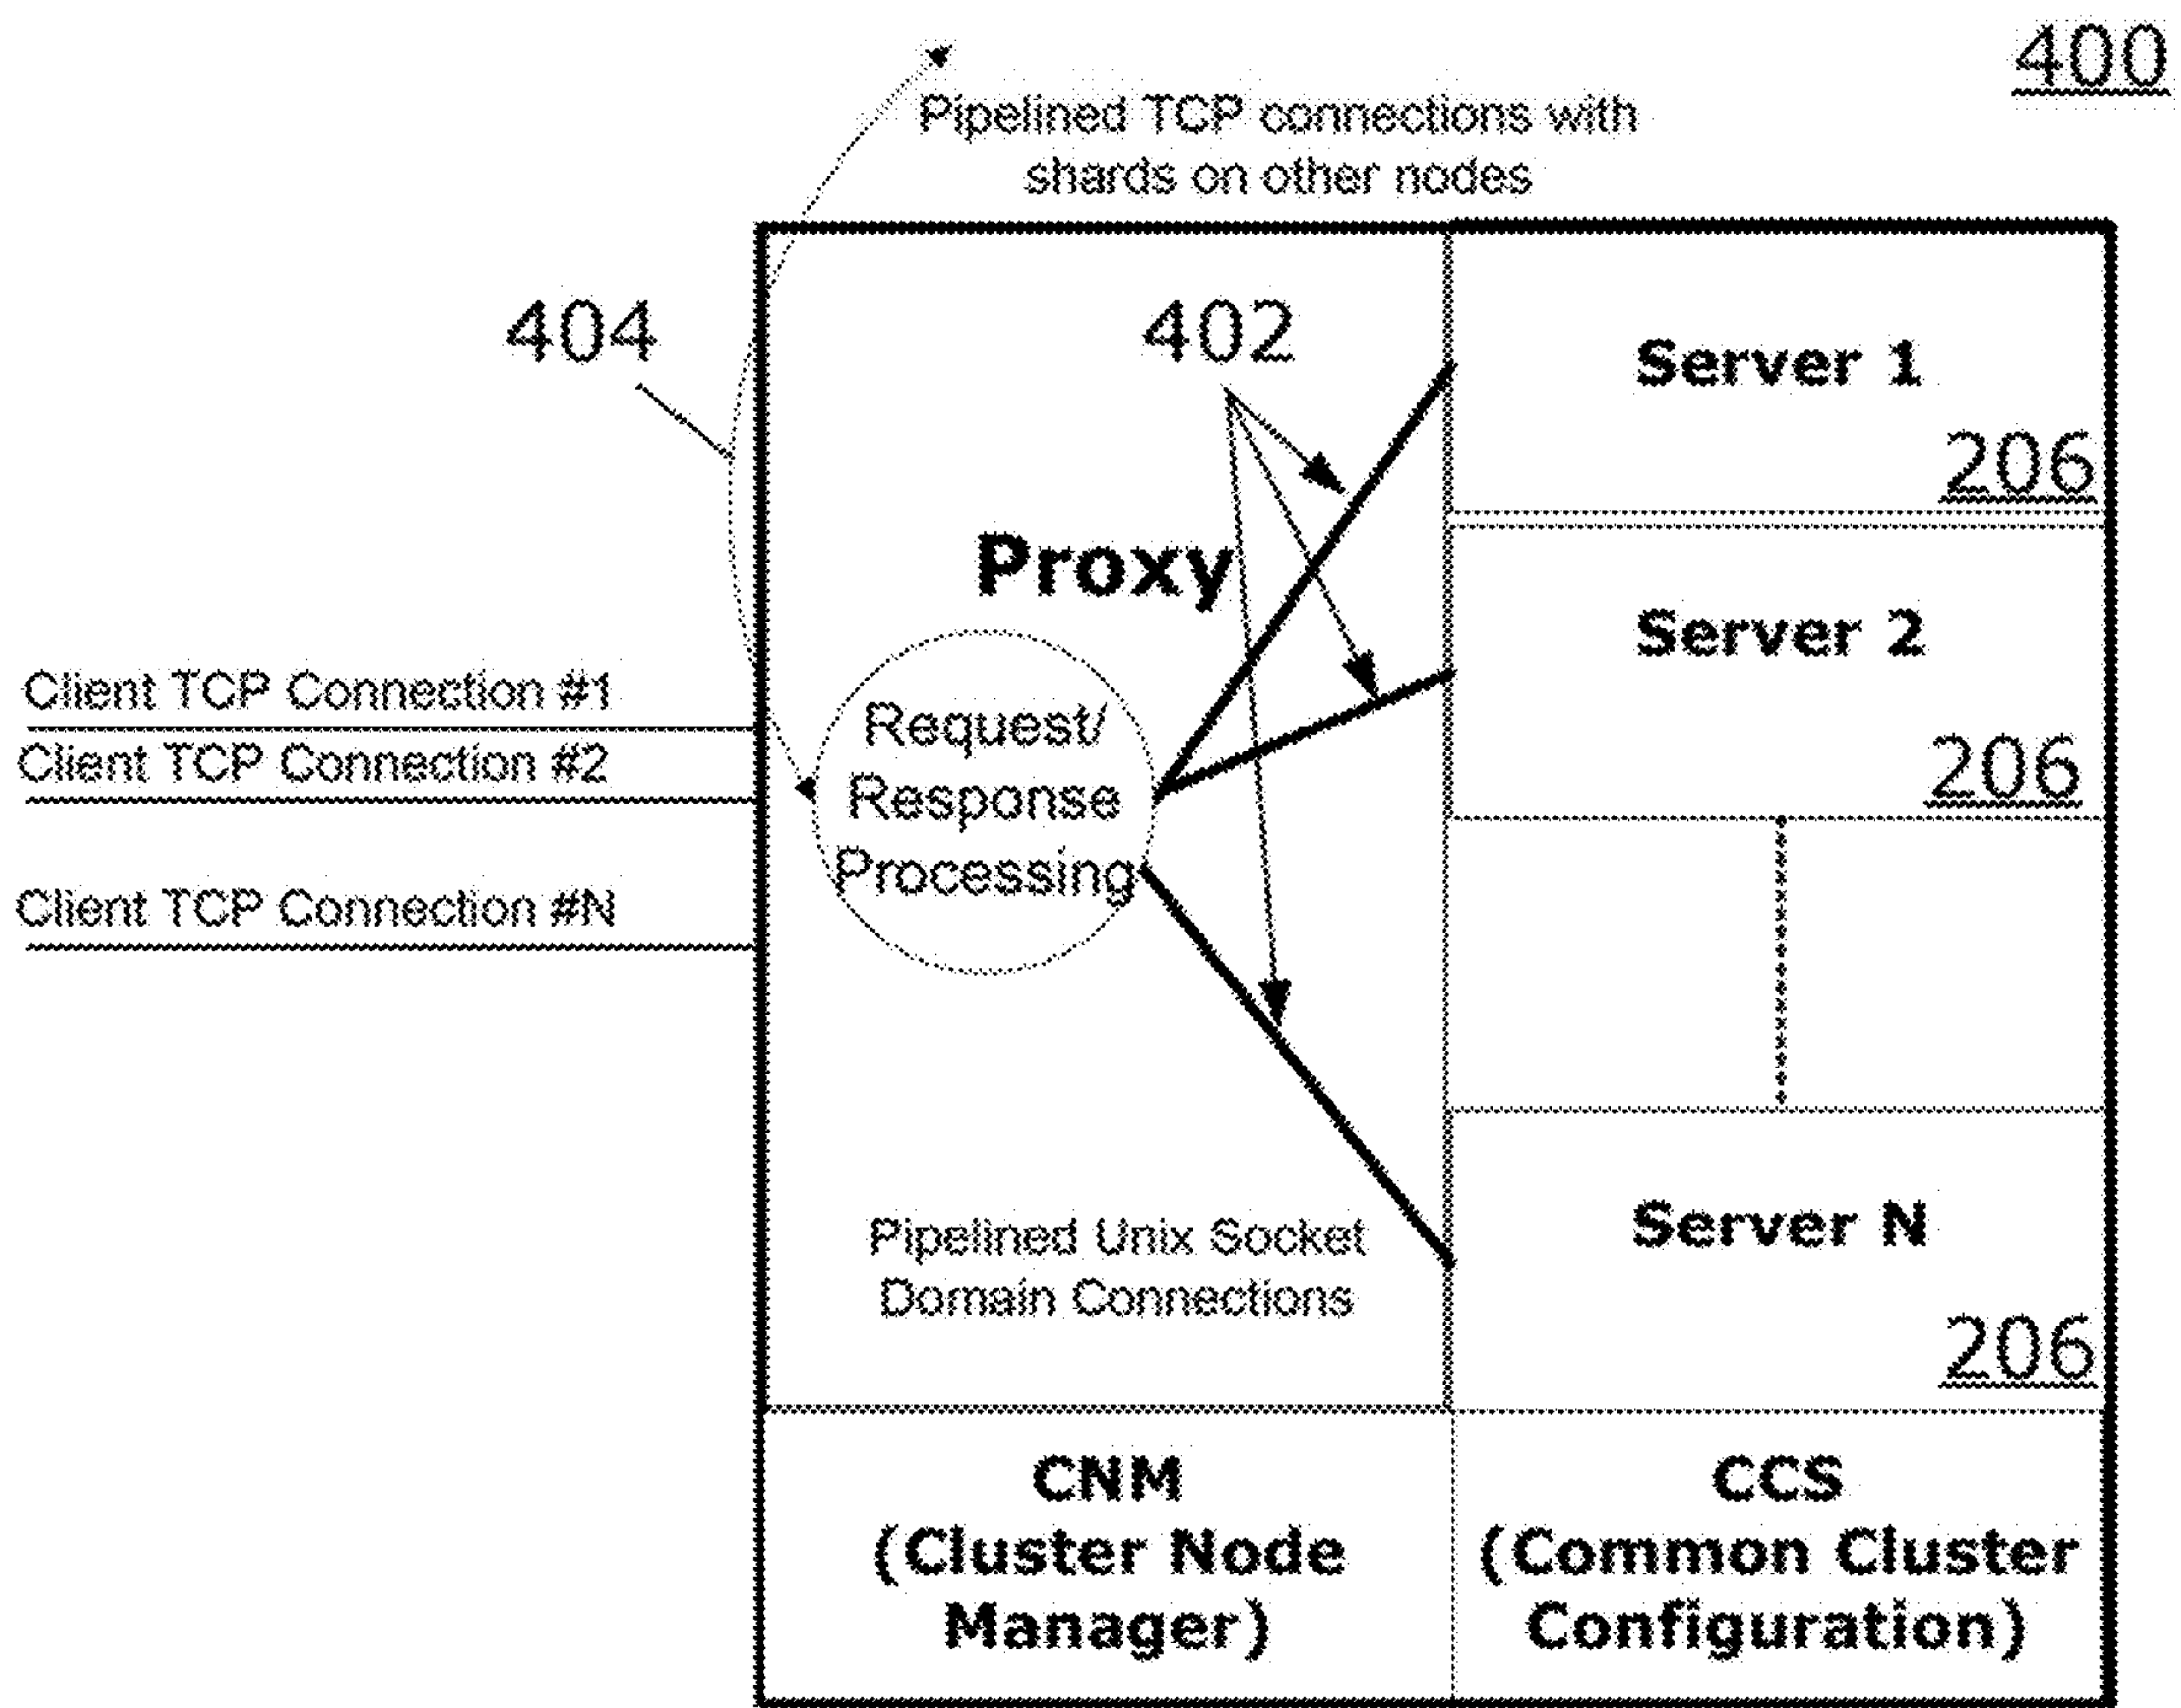 400
Pipelined TCP connections with
shards on other nodes
404
402
Server 1
206
Proxy
Server 2
206
Client TCP Connection #1
Client TCP Connection #2
Client TCP Connection #N
Request/
Response
Processing
Pipelined Unix Socket
Domain Connections
Server N
206
CNM
(Cluster Node
Manager)
CCS
(Common Cluster
Configuration)